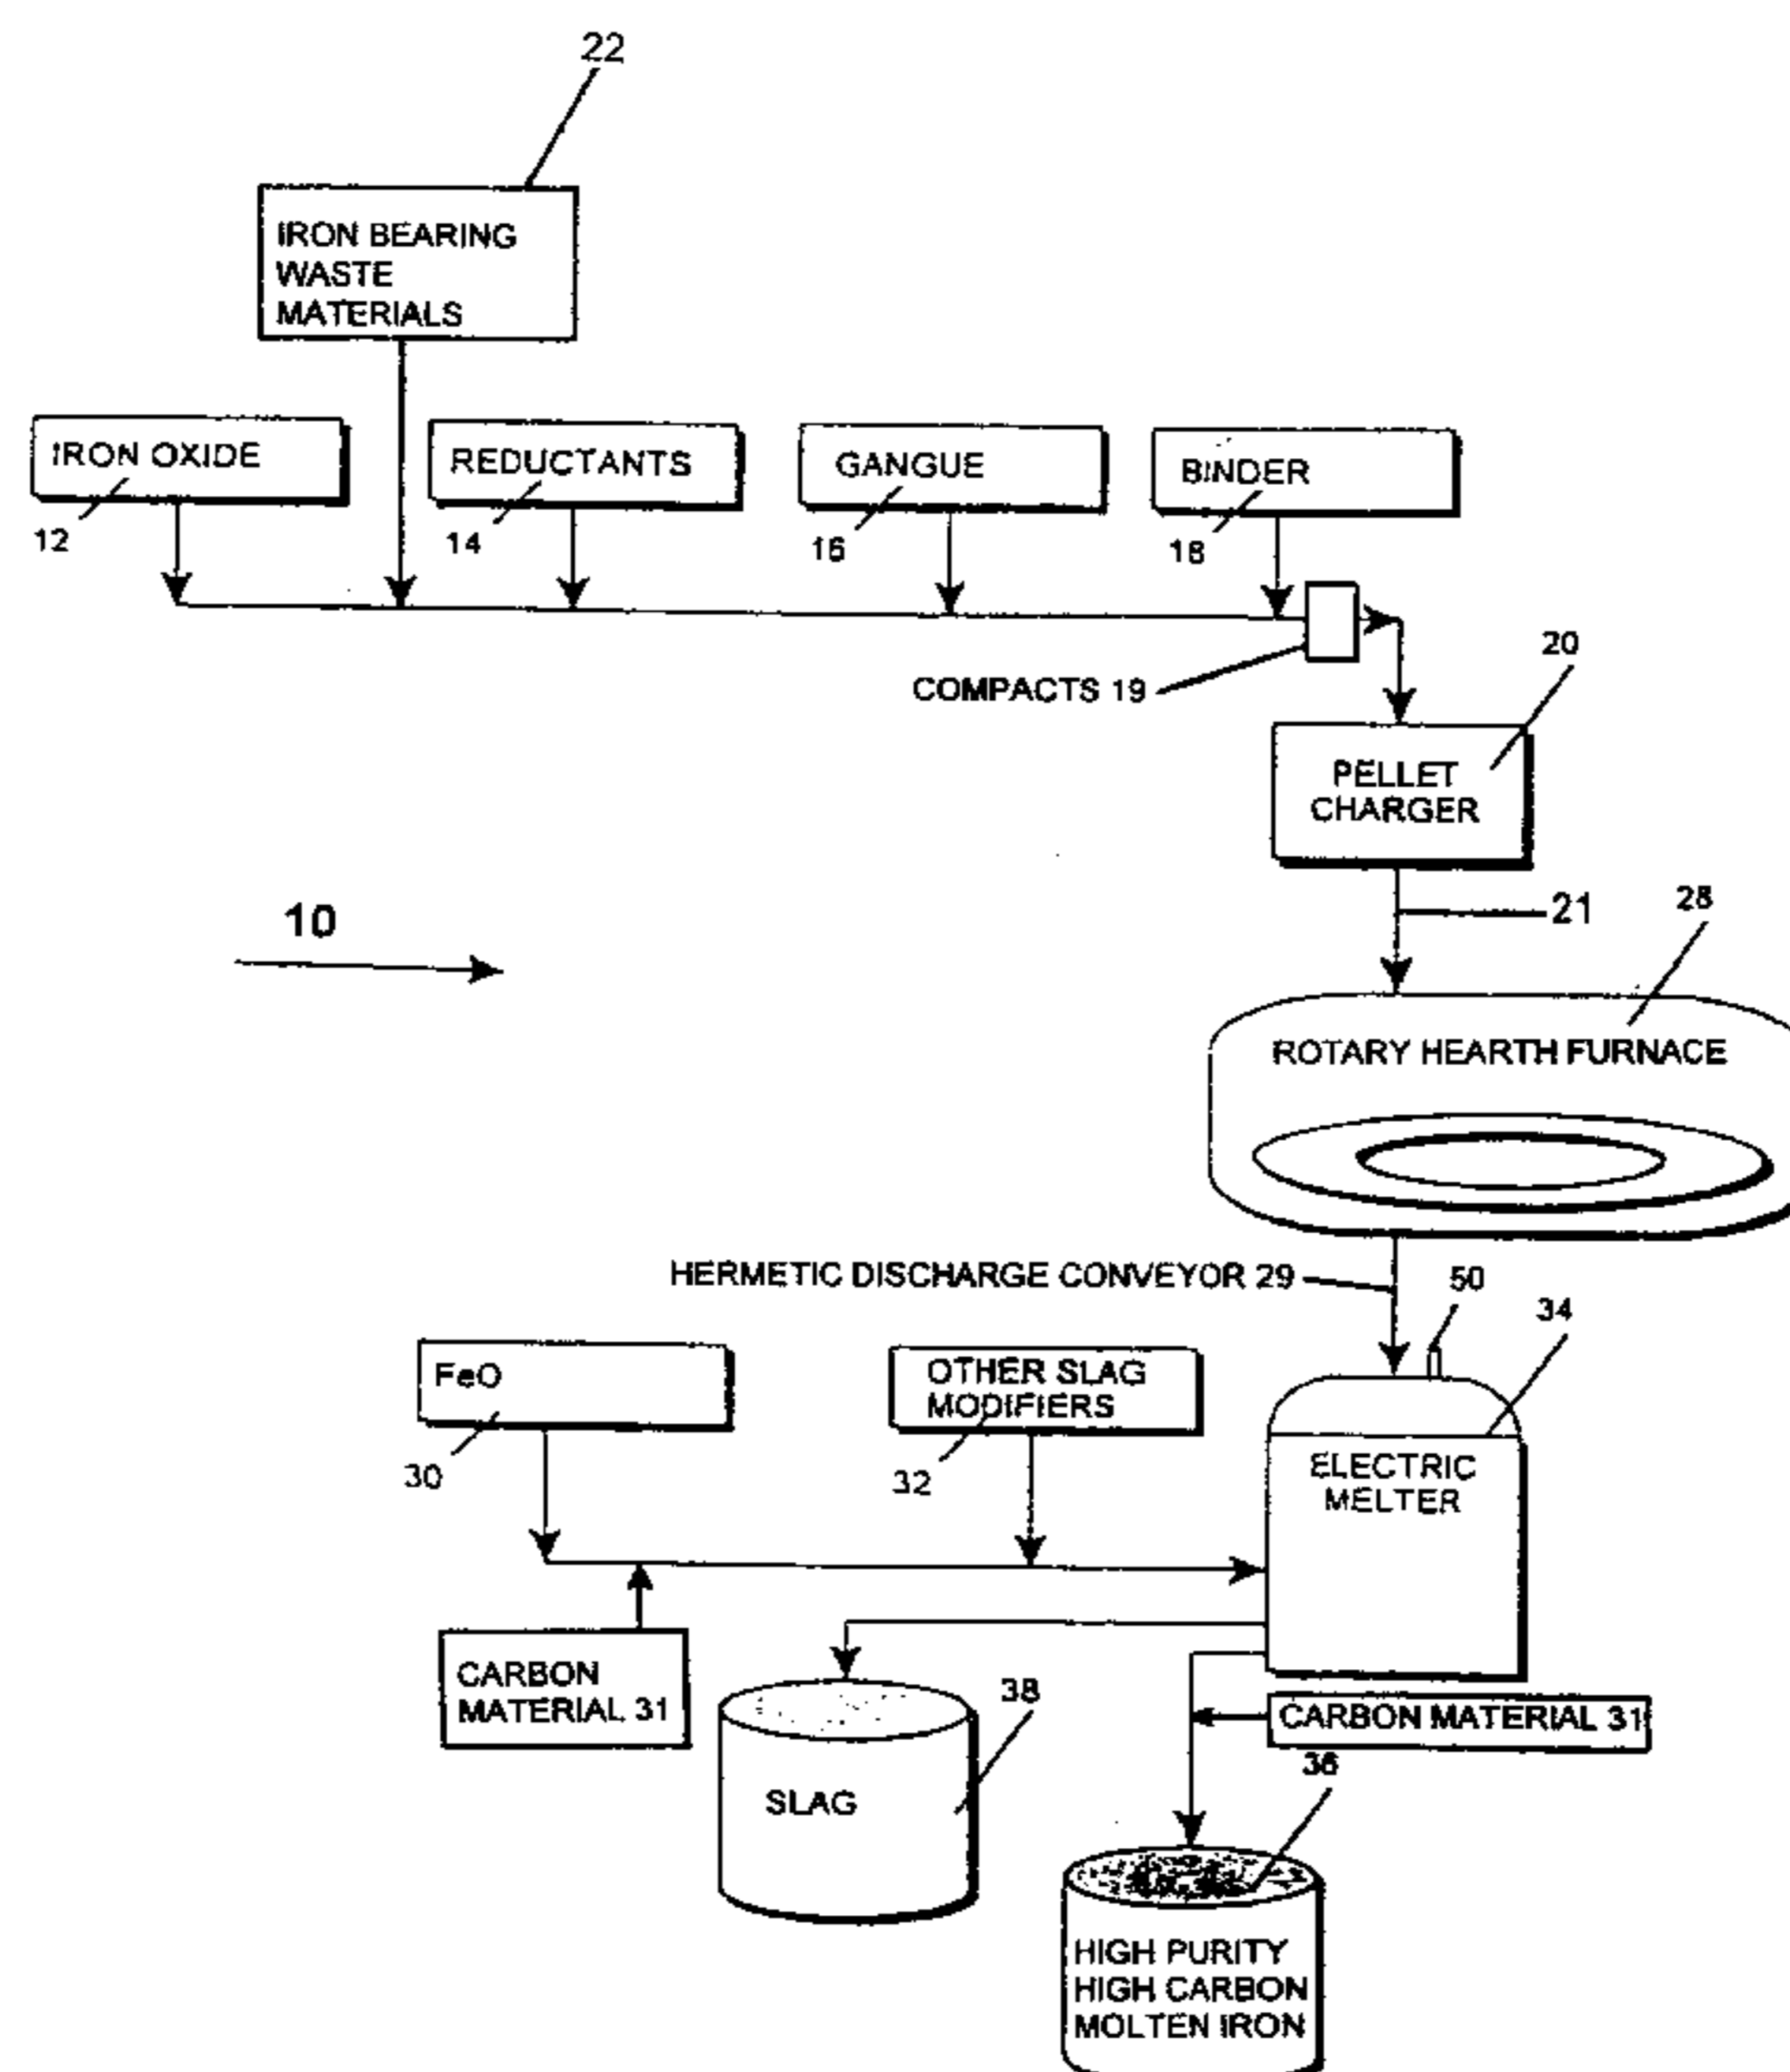 22
IRON BEARING
WASTE
MATERIALS
IRON OXIDE
REDUCTANTS
GANGUE
BINDER
12
14
16
18
COMPACTS 19
20
PELLET
CHARGER
10
21
28
ROTARY HEARTH FURNACE
HERMETIC DISCHARGE CONVEYOR 29
50
34
FeO
OTHER SLAG
MODIFIERS
30
32
ELECTRIC
MELTER
CARBON
MATERIAL 31
38
CARBON MATERIAL 31
36
SLAG
HIGH PURITY
HIGH CARBON
MOLTEN IRON